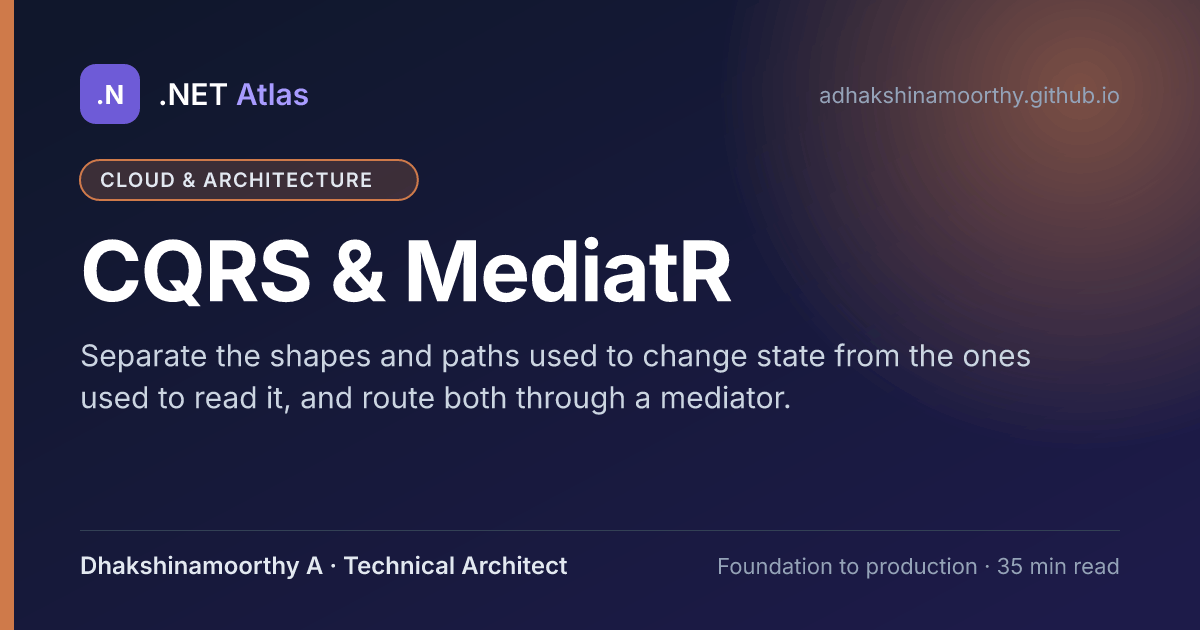 .N
.NET Atlas
adhakshinamoorthy.github.io
CLOUD & ARCHITECTURE
CQRS & MediatR
Separate the shapes and paths used to change state from the ones
used to read it, and route both through a mediator.
Dhakshinamoorthy A · Technical Architect
Foundation to production · 35 min read